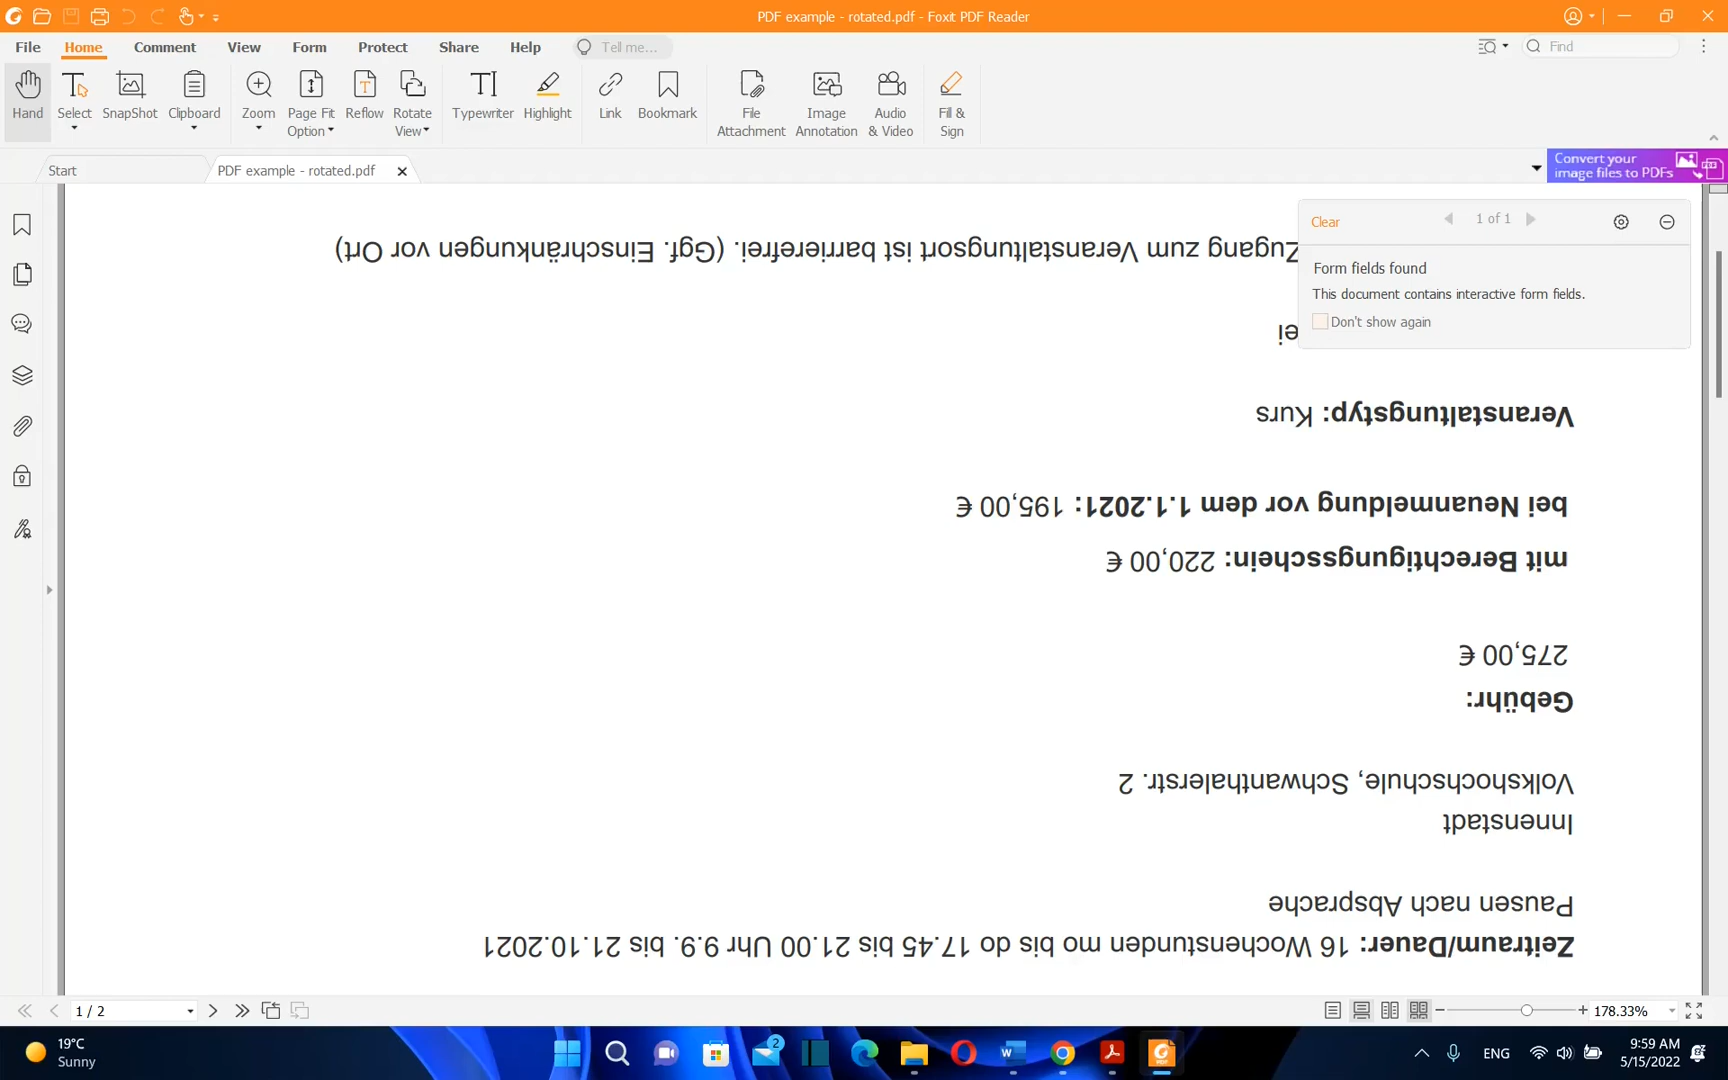 PDF example - rotated.pdf - Foxit PDF Reader
File Home Comment View Form Protect Share Help Tell me... Find
Hand Select SnapShot Clipboard Zoom Page Fit Option Reflow Rotate View Typewriter Highlight Link Bookmark File Attachment Image Annotation Audio & Video Fill & Sign
Start PDF example - rotated.pdf
Convert your
image files to PDFs
Clear 1 of 1
Form fields found
This document contains interactive form fields.
Don't show again
Zeitraum/Dauer: 16 Wochenstunden mo bis do 17.45 bis 21.00 Uhr 9.9. bis 21.10.2021
Pausen nach Absprache
Innenstadt
Volkshochschule, Schwanthalerstr. 2
Gebühr:
275,00 €
mit Berechtigungsschein: 220,00 €
bei Neuanmeldung vor dem 1.1.2021: 195,00 €
Veranstaltungstyp: Kurs
ei
Zugang zum Veranstaltungsort ist barrierefrei. (Ggf. Einschränkungen vor Ort)
1 / 2
178.33%
19°C
Sunny
2
ENG
9:59 AM
5/15/2022